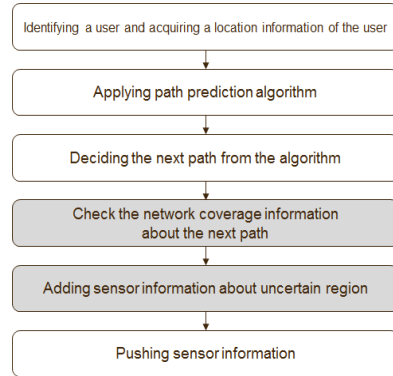 Identifying a user and acquiring a location information of the user
Applying path prediction algorithm
Deciding the next path from the algorithm
Check the network coverage information
about the next path
Adding sensor information about uncertain region
Pushing sensor information